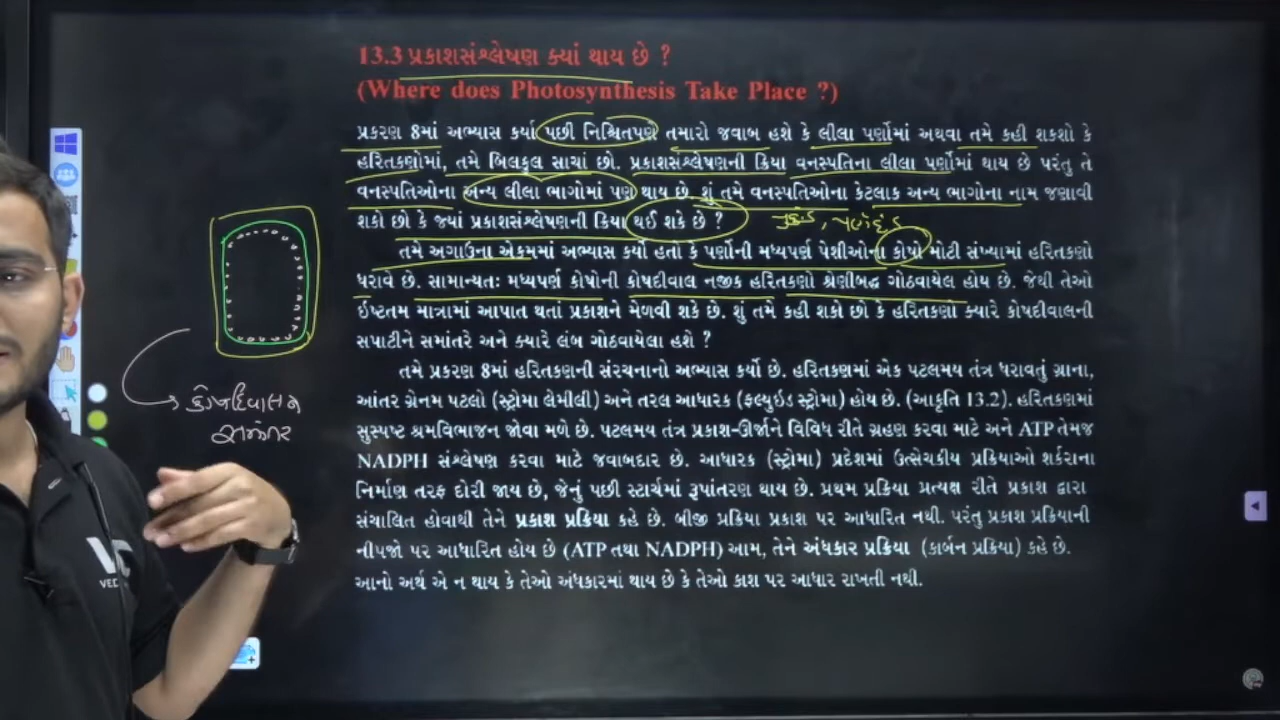 13.3 પ્રકાશસંશ્લેષણ ક્યાં થાય છે ?
(Where does Photosynthesis Take Place ?)
પ્રકરણ 8માં અભ્યાસ કર્યા પછી નિશ્ચિતપણે તમારો જવાબ હશે કે લીલા પર્ણોમાં અથવા તમે કહી શકશો કે
હરિતકણોમાં, તમે બિલકુલ સાચાં છો. પ્રકાશસંશ્લેષણની ક્રિયા વનસ્પતિના લીલા પર્ણોમાં થાય છે પરંતુ તે
વનસ્પતિઓના અન્ય લીલા ભાગોમાં પણ થાય છે. શું તમે વનસ્પતિઓના કેટલાક અન્ય ભાગોના નામ જણાવી
શકો છો કે જ્યાં પ્રકાશસંશ્લેષણની ક્રિયા થઈ શકે છે ?
તમે અગાઉના એકમમાં અભ્યાસ કર્યો હતો કે પર્ણોની મધ્યપર્ણ પેશીઓના કોષો મોટી સંખ્યામાં હરિતકણો
ધરાવે છે. સામાન્યતઃ મધ્યપર્ણ કોષોની કોષદીવાલ નજીક હરિતકણો શ્રેણીબદ્ધ ગોઠવાયેલ હોય છે. જેથી તેઓ
ઇષ્ટતમ માત્રામાં આપાત થતાં પ્રકાશને મેળવી શકે છે. શું તમે કહી શકો છો કે હરિતકણો ક્યારે કોષદીવાલની
સપાટીને સમાંતરે અને ક્યારે લંબ ગોઠવાયેલા હશે ?
તમે પ્રકરણ 8માં હરિતકણની સંરચનાનો અભ્યાસ કર્યો છે. હરિતકણમાં એક પટલમય તંત્ર ધરાવતું ગ્રાના,
આંતર ગ્રેનમ પટલો (સ્ટ્રોમા લેમીલી) અને તરલ આધારક (ફલ્યુઇડ સ્ટ્રોમા) હોય છે. (આકૃતિ 13.2). હરિતકણમાં
સુસ્પષ્ટ શ્રમવિભાજન જોવા મળે છે. પટલમય તંત્ર પ્રકાશ-ઊર્જાને વિવિધ રીતે ગ્રહણ કરવા માટે અને ATP તેમજ
NADPH સંશ્લેષણ કરવા માટે જવાબદાર છે. આધારક (સ્ટ્રોમા) પ્રદેશમાં ઉત્સેચકીય પ્રક્રિયાઓ શર્કરાના
નિર્માણ તરફ દોરી જાય છે, જેનું પછી સ્ટાર્ચમાં રૂપાંતરણ થાય છે. પ્રથમ પ્રક્રિયા પ્રત્યક્ષ રીતે પ્રકાશ દ્વારા
સંચાલિત હોવાથી તેને પ્રકાશ પ્રક્રિયા કહે છે. બીજી પ્રક્રિયા પ્રકાશ પર આધારિત નથી. પરંતુ પ્રકાશ પ્રક્રિયાની
નીપજો પર આધારિત હોય છે (ATP તથા NADPH) આમ, તેને અંધકાર પ્રક્રિયા (કાર્બન પ્રક્રિયા) કહે છે.
આનો અર્થ એ ન થાય કે તેઓ અંધકારમાં થાય છે કે તેઓ કાશ પર આધાર રાખતી નથી.